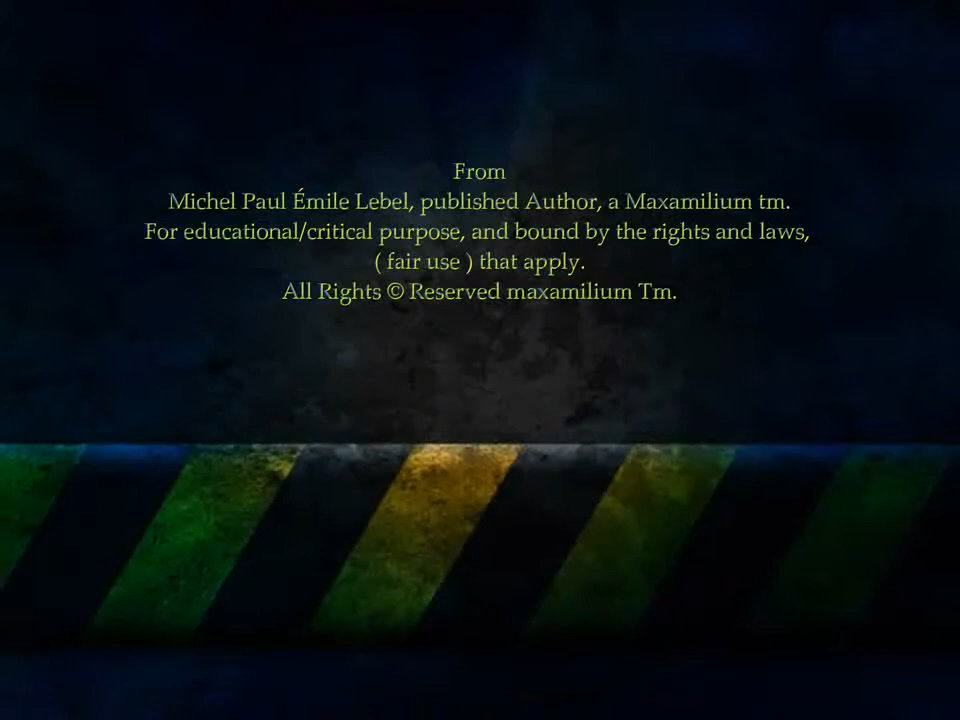 From
Michel Paul Émile Lebel, published Author, a Maxamilium tm.
For educational/critical purpose, and bound by the rights and laws,
( fair use ) that apply.
All Rights © Reserved maxamilium Tm.